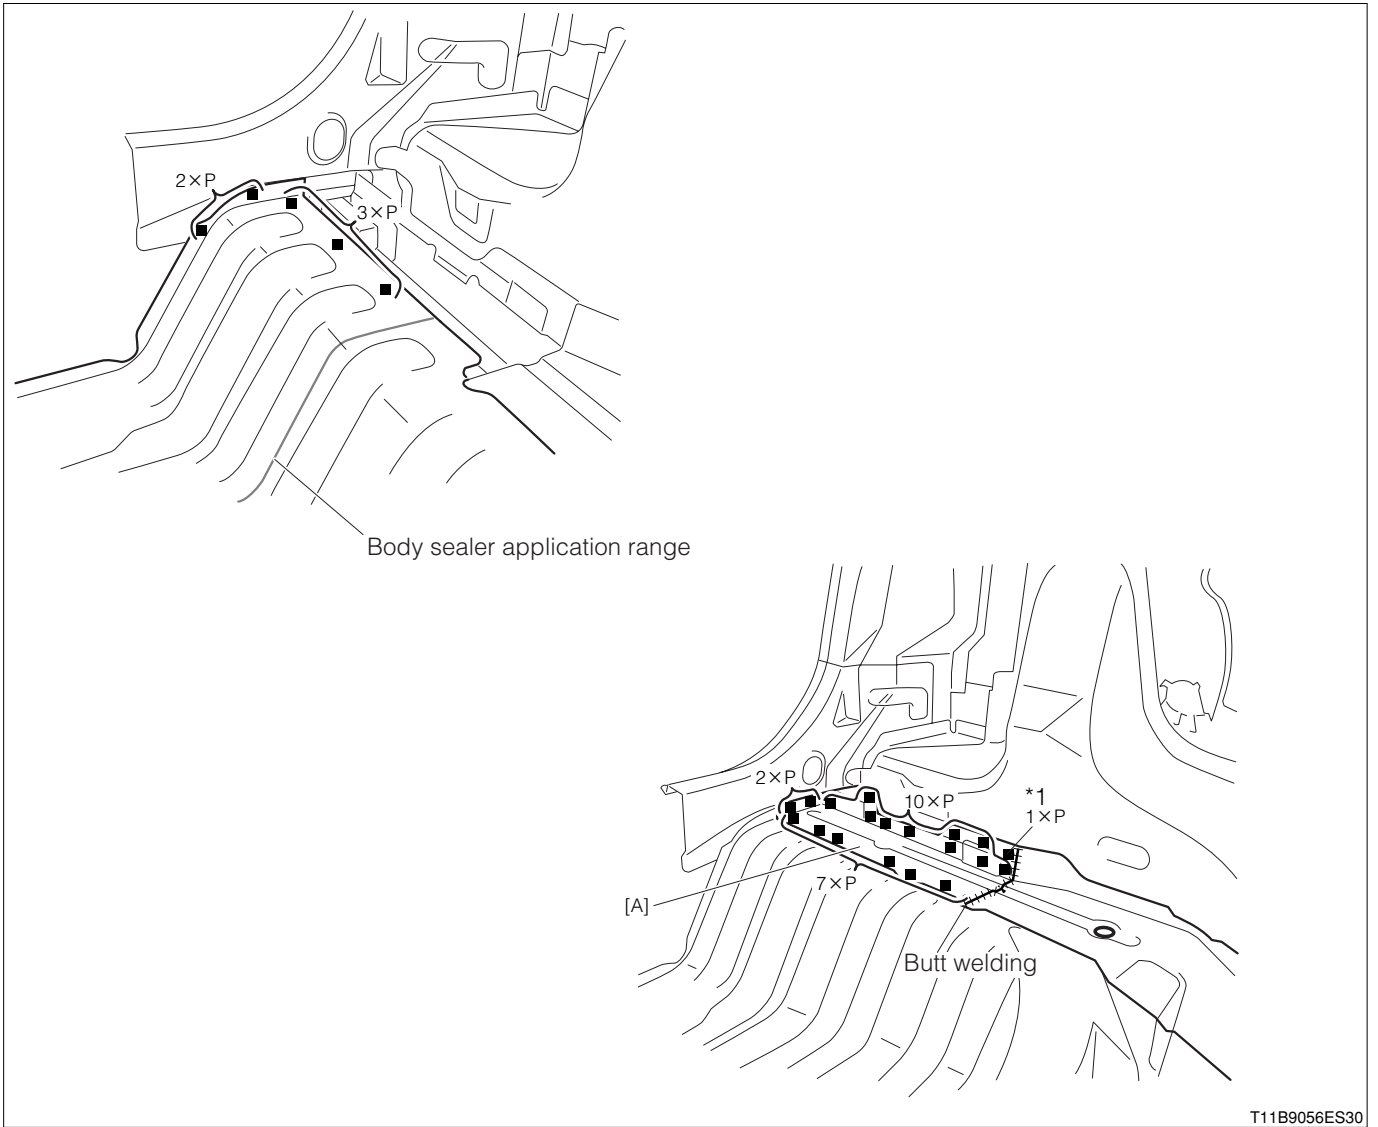 2×P
3×P
Body sealer application range
2×P
10×P
*1
1×P
7×P
[A]
Butt welding
T11B9056ES30